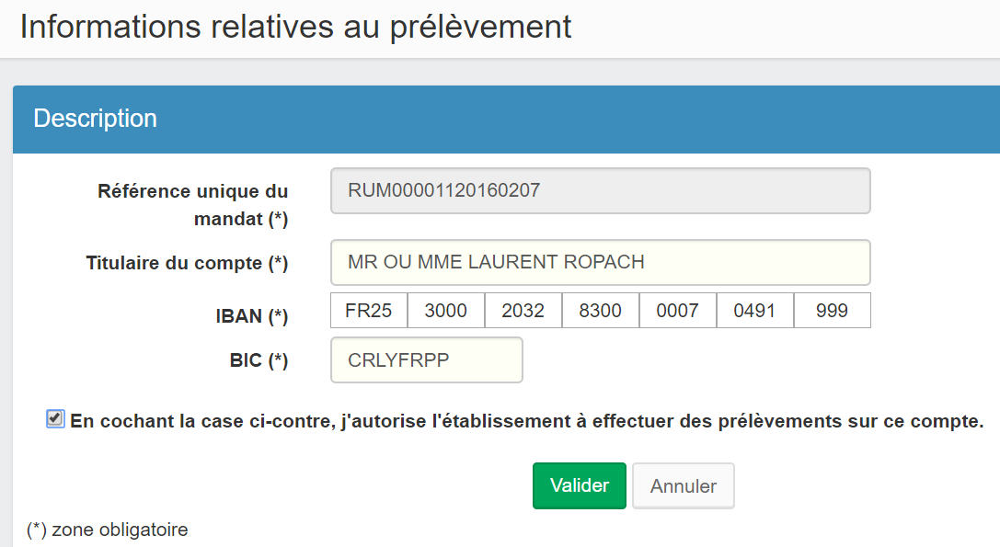 Informations relatives au prélèvement
Description
Référence unique du
mandat (*)
RUM00001120160207
Titulaire du compte (*)
MR OU MME LAURENT ROPACH
IBAN (*)
FR25 3000 2032 8300 0007 0491 999
BIC (*)
CRLYFRPP
En cochant la case ci-contre, j'autorise l'établissement à effectuer des prélèvements sur ce compte.
Valider Annuler
(*) zone obligatoire